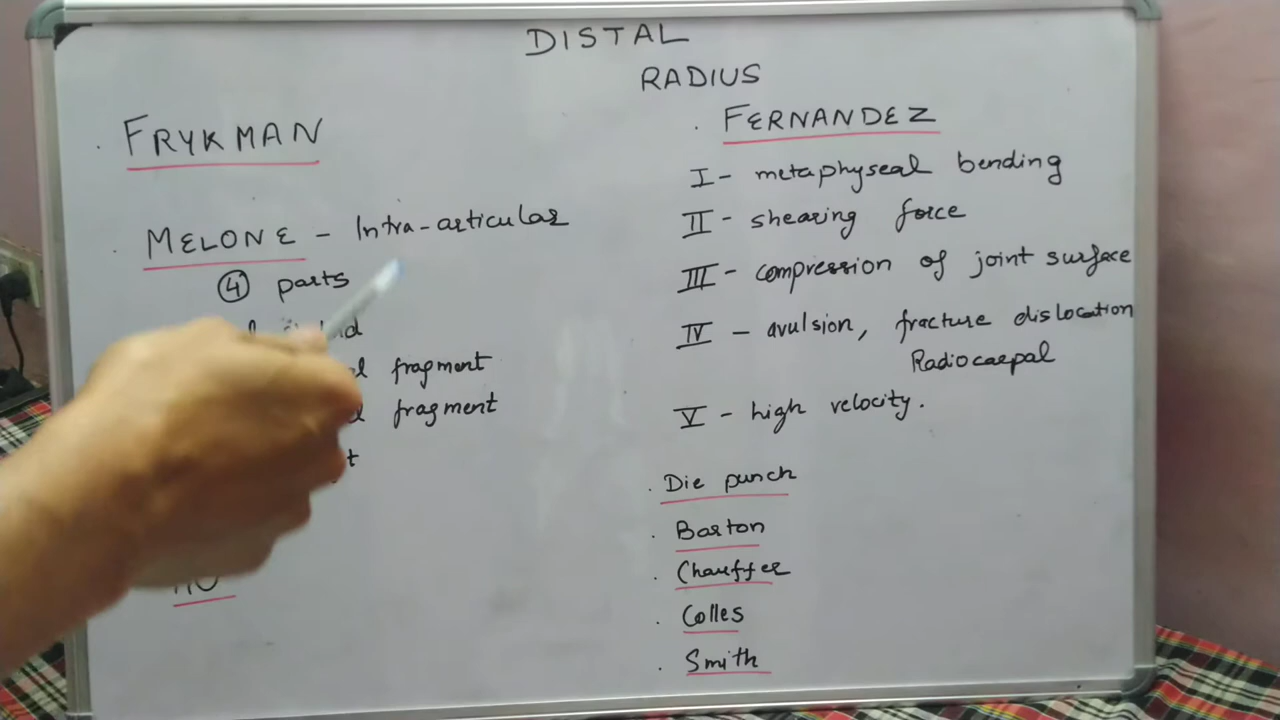 DISTAL
RADIUS
FRYKMAN
MELONE - Intra-articular
④ parts
fragment
fragment
FERNANDEZ
I - metaphyseal bending
II - shearing force
III - compression of joint surface
IV - avulsion, fracture dislocation
Radiocarpal
V - high velocity.
Die punch
Barton
Chauffer
Colles
Smith